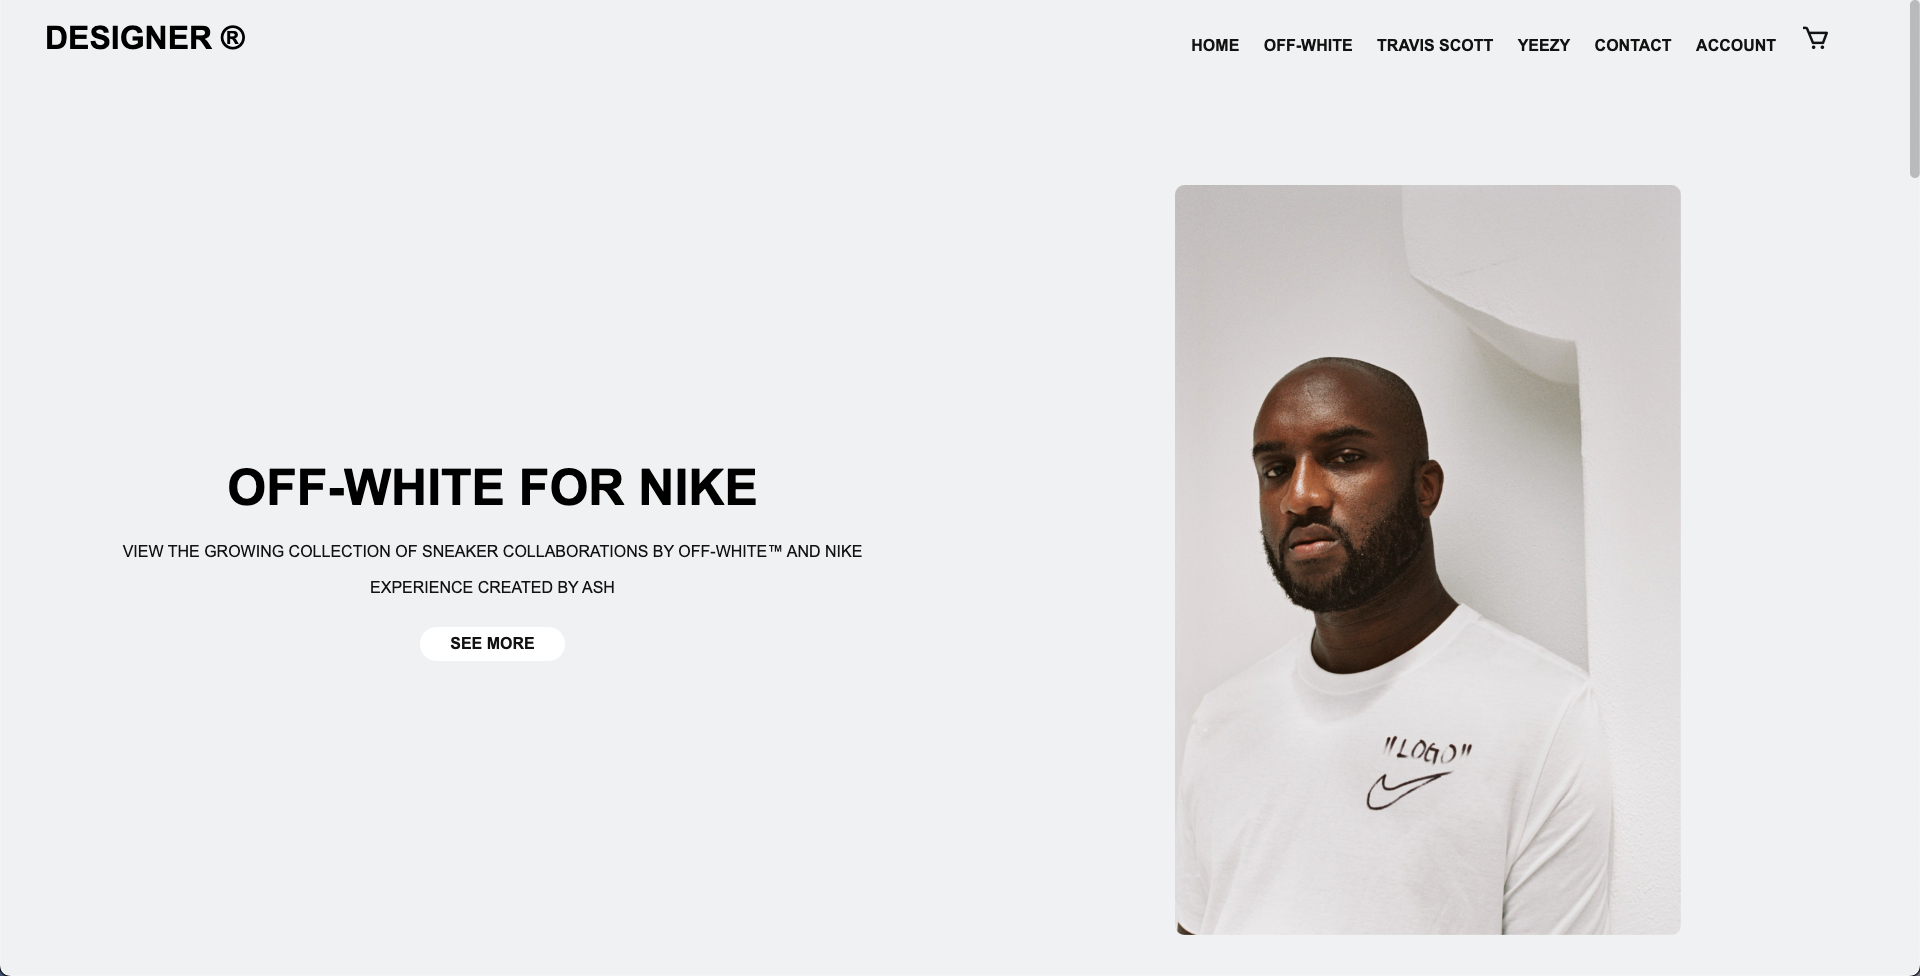 DESIGNER ®
HOME OFF-WHITE TRAVIS SCOTT YEEZY CONTACT ACCOUNT
OFF-WHITE FOR NIKE
VIEW THE GROWING COLLECTION OF SNEAKER COLLABORATIONS BY OFF-WHITE™ AND NIKE
EXPERIENCE CREATED BY ASH
SEE MORE
"LOGO"